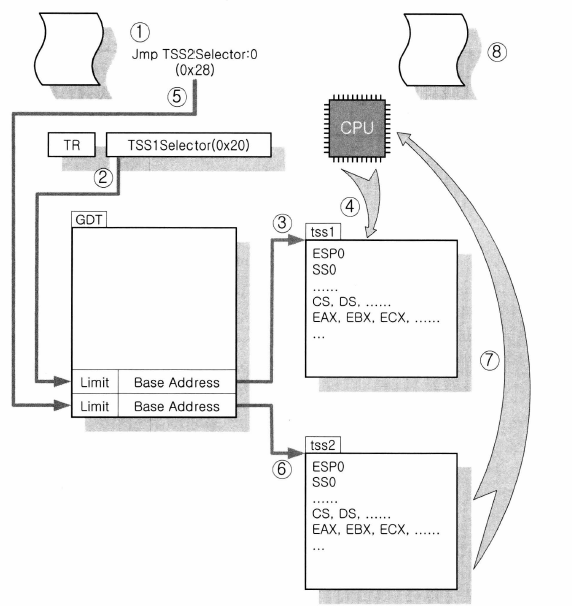 ①
Jmp TSS2Selector:0
(0x28)
⑧
⑤
CPU
TR
TSS1Selector(0x20)
②
④
GDT
③
tss1
ESP0
SS0
......
CS, DS, ......
EAX, EBX, ECX, ......
...
⑦
Limit
Base Address
Limit
Base Address
⑥
tss2
ESP0
SS0
......
CS, DS, ......
EAX, EBX, ECX, ......
...